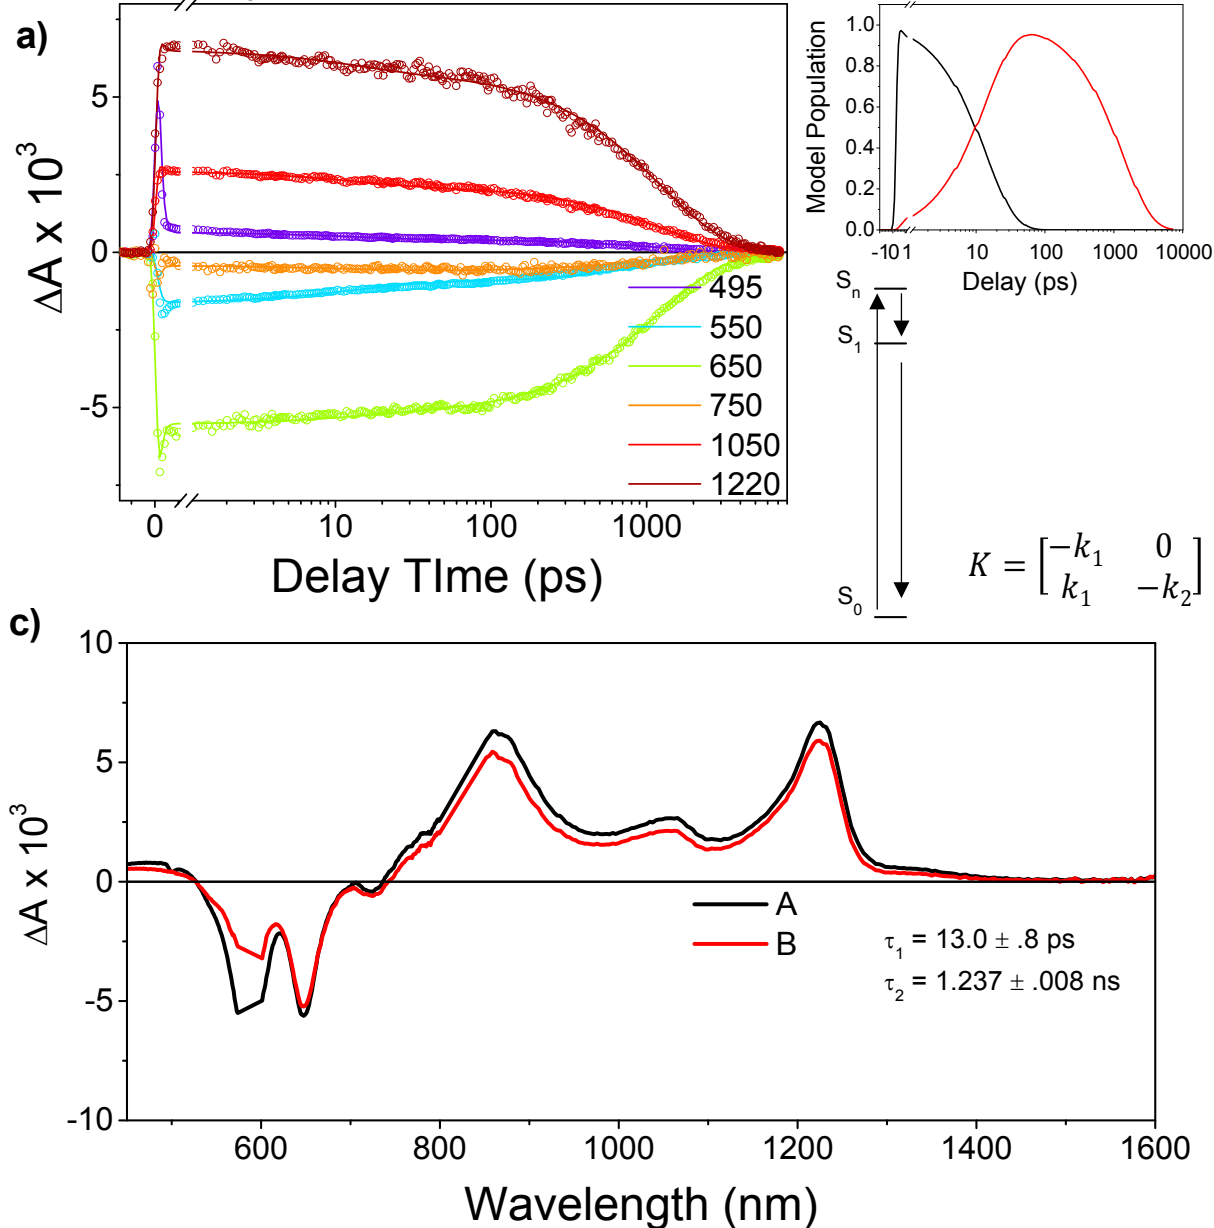 a)
ΔA x 10³
5
0
-5
0
10
100
1000
Delay TIme (ps)
495
550
650
750
1050
1220
Model Population
1.0
0.8
0.6
0.4
0.2
0.0
-10 1 10 100 1000 10000
Delay (ps)
Sₙ
S₁
S₀
K = [−k₁ 0
k₁ −k₂]
c)
ΔA x 10³
10
5
0
-5
-10
A
B
τ₁ = 13.0 ± .8 ps
τ₂ = 1.237 ± .008 ns
600 800 1000 1200 1400 1600
Wavelength (nm)